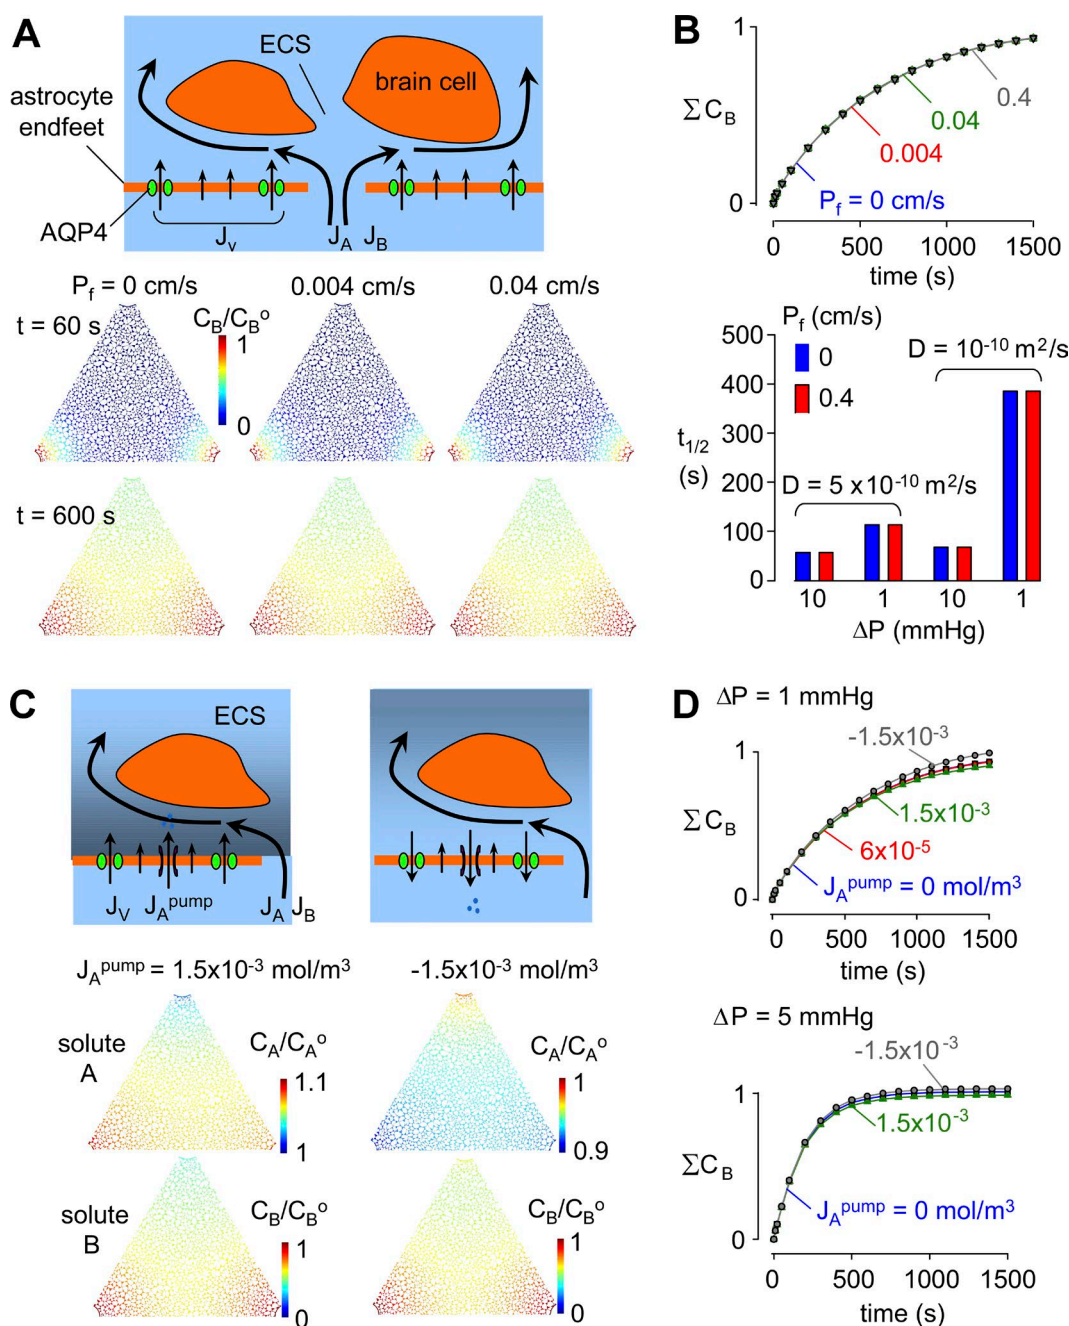 A
ECS
brain cell
astrocyte
endfeet
AQP4
Jv
JA JB
Pf = 0 cm/s
0.004 cm/s
0.04 cm/s
t = 60 s
CB/CBº
1
0
t = 600 s
B
1
ΣCB
0
0.4
0.04
0.004
Pf = 0 cm/s
0 500 1000 1500
time (s)
500
400
300
200
100
0
t1/2
(s)
Pf (cm/s)
0
0.4
D = 10⁻¹⁰ m²/s
D = 5 x10⁻¹⁰ m²/s
10 1 10 1
ΔP (mmHg)
C
ECS
JV JApump JA JB
JApump = 1.5x10⁻³ mol/m³
-1.5x10⁻³ mol/m³
solute
A
CA/CAº
1.1
1
CA/CAº
1
0.9
solute
B
CB/CBº
1
0
CB/CBº
1
0
D
ΔP = 1 mmHg
1
ΣCB
0
-1.5x10⁻³
1.5x10⁻³
6x10⁻⁵
JApump = 0 mol/m³
0 500 1000 1500
time (s)
ΔP = 5 mmHg
1
ΣCB
0
-1.5x10⁻³
1.5x10⁻³
JApump = 0 mol/m³
0 500 1000 1500
time (s)